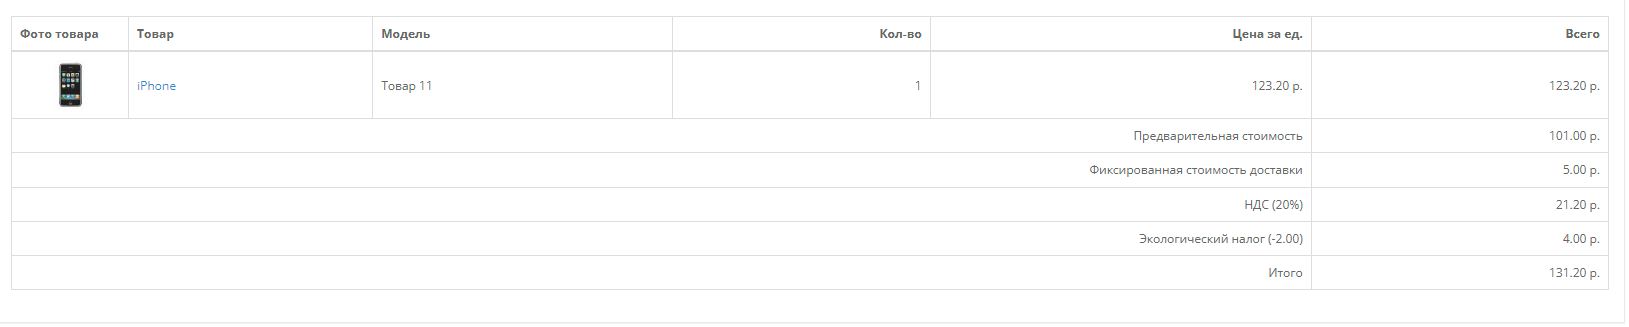 Фото товара Товар Модель Кол-во Цена за ед. Всего
iPhone Товар 11 1 123.20 р. 123.20 р.
Предварительная стоимость 101.00 р.
Фиксированная стоимость доставки 5.00 р.
НДС (20%) 21.20 р.
Экологический налог (-2.00) 4.00 р.
Итого 131.20 р.